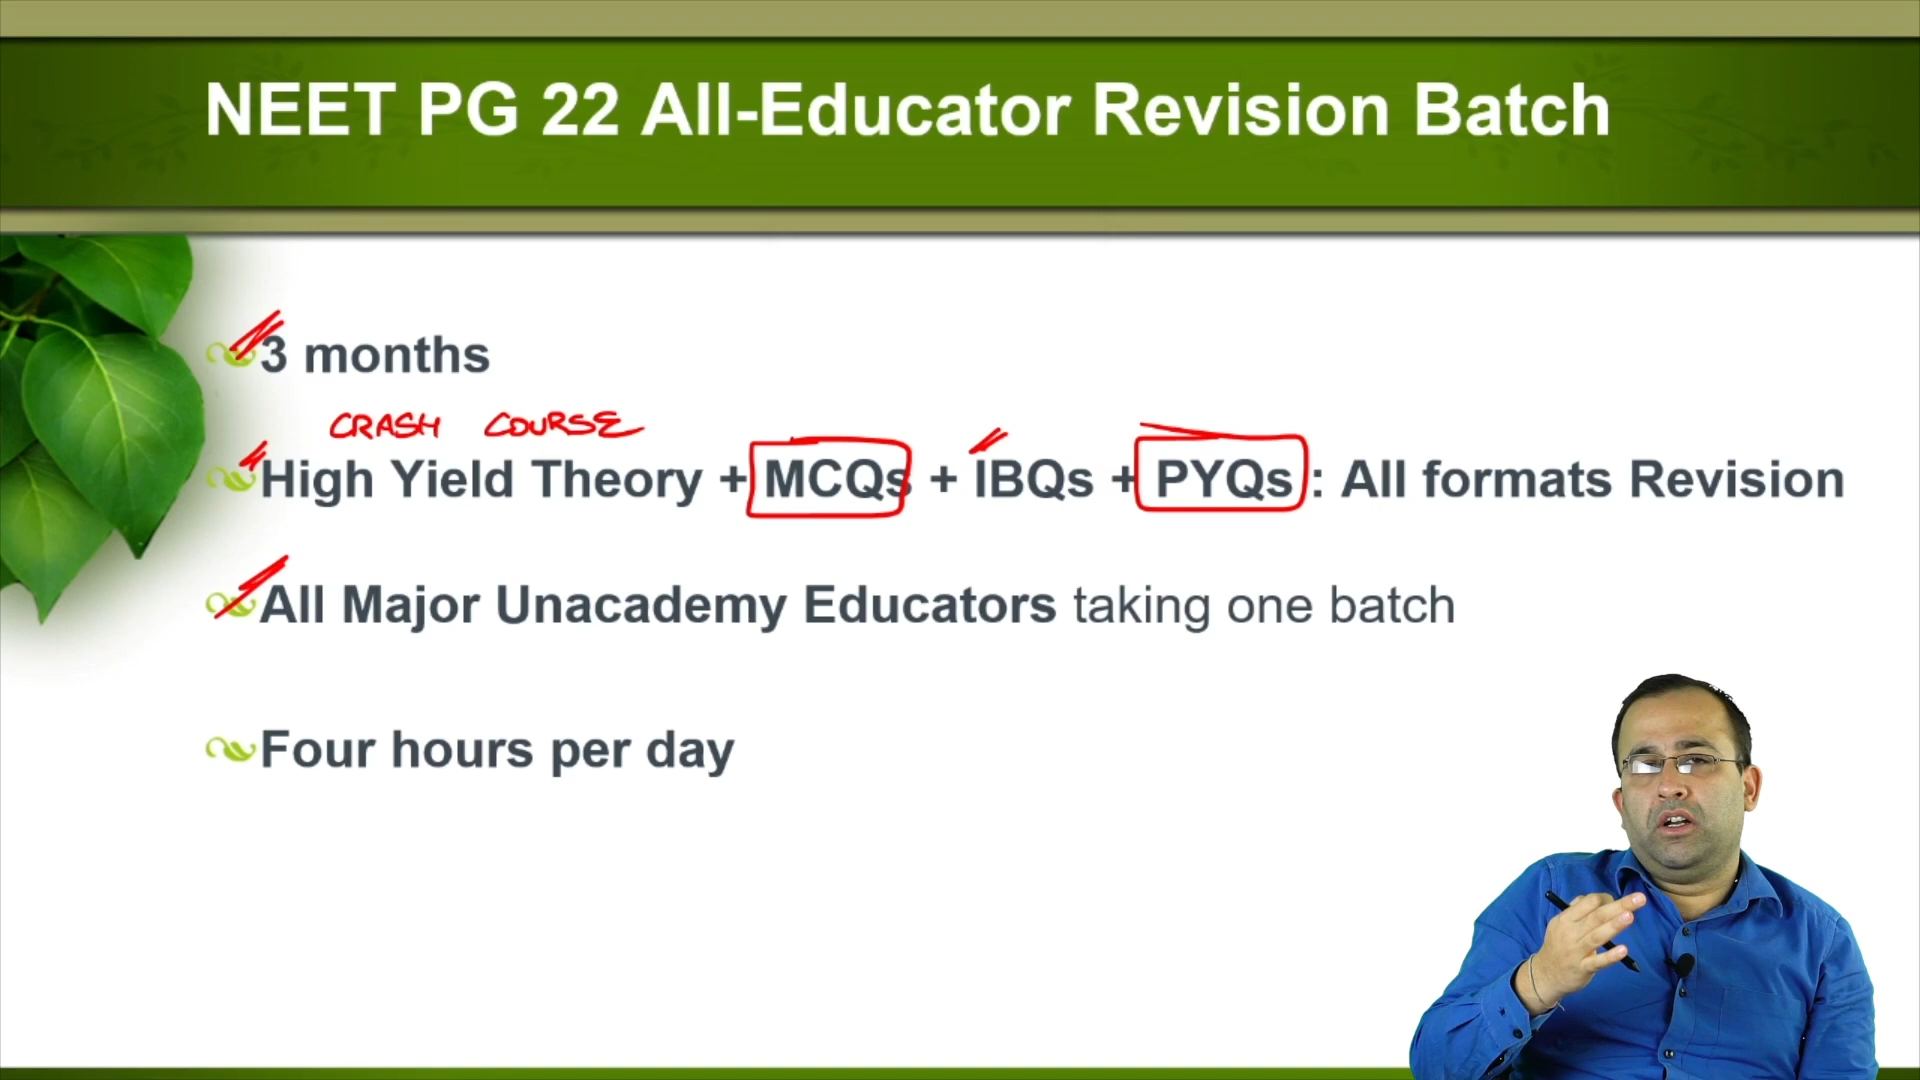 NEET PG 22 All-Educator Revision Batch
3 months
CRASH COURSE
High Yield Theory + MCQs + IBQs + PYQs : All formats Revision
All Major Unacademy Educators taking one batch
Four hours per day